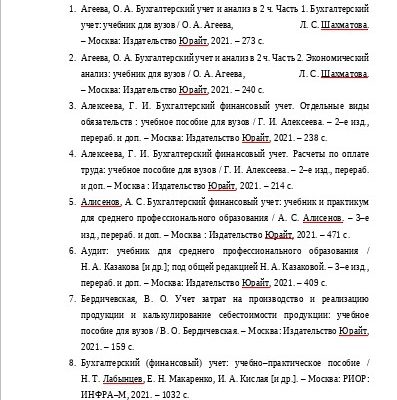 1. Агеева, О. А. Бухгалтерский учет и анализ в 2 ч. Часть 1. Бухгалтерский
учет: учебник для вузов / О. А. Агеева, Л. С. Шахматова.
– Москва: Издательство Юрайт, 2021. – 273 с.
2. Агеева, О. А. Бухгалтерский учет и анализ в 2 ч. Часть 2. Экономический
анализ: учебник для вузов / О. А. Агеева, Л. С. Шахматова.
– Москва: Издательство Юрайт, 2021. – 240 с.
3. Алексеева, Г. И. Бухгалтерский финансовый учет. Отдельные виды
обязательств : учебное пособие для вузов / Г. И. Алексеева. – 2–е изд.,
перераб. и доп. – Москва: Издательство Юрайт, 2021. – 238 с.
4. Алексеева, Г. И. Бухгалтерский финансовый учет. Расчеты по оплате
труда: учебное пособие для вузов / Г. И. Алексеева. – 2–е изд., перераб.
и доп. – Москва : Издательство Юрайт, 2021. – 214 с.
5. Алисенов, А. С. Бухгалтерский финансовый учет: учебник и практикум
для среднего профессионального образования / А. С. Алисенов. – 3–е
изд., перераб. и доп. – Москва : Издательство Юрайт, 2021. – 471 с.
6. Аудит: учебник для среднего профессионального образования /
Н. А. Казакова [и др.]; под общей редакцией Н. А. Казаковой. – 3–е изд.,
перераб. и доп. – Москва: Издательство Юрайт, 2021. – 409 с.
7. Бердичевская, В. О. Учет затрат на производство и реализацию
продукции и калькулирование себестоимости продукции: учебное
пособие для вузов / В. О. Бердичевская. – Москва: Издательство Юрайт,
2021. – 159 с.
8. Бухгалтерский (финансовый) учет: учебно–практическое пособие /
Н. Т. Лабынцев, Е. Н. Макаренко, И. А. Кислая [и др.]. – Москва: РИОР:
ИНФРА–М, 2021. – 1032 с.